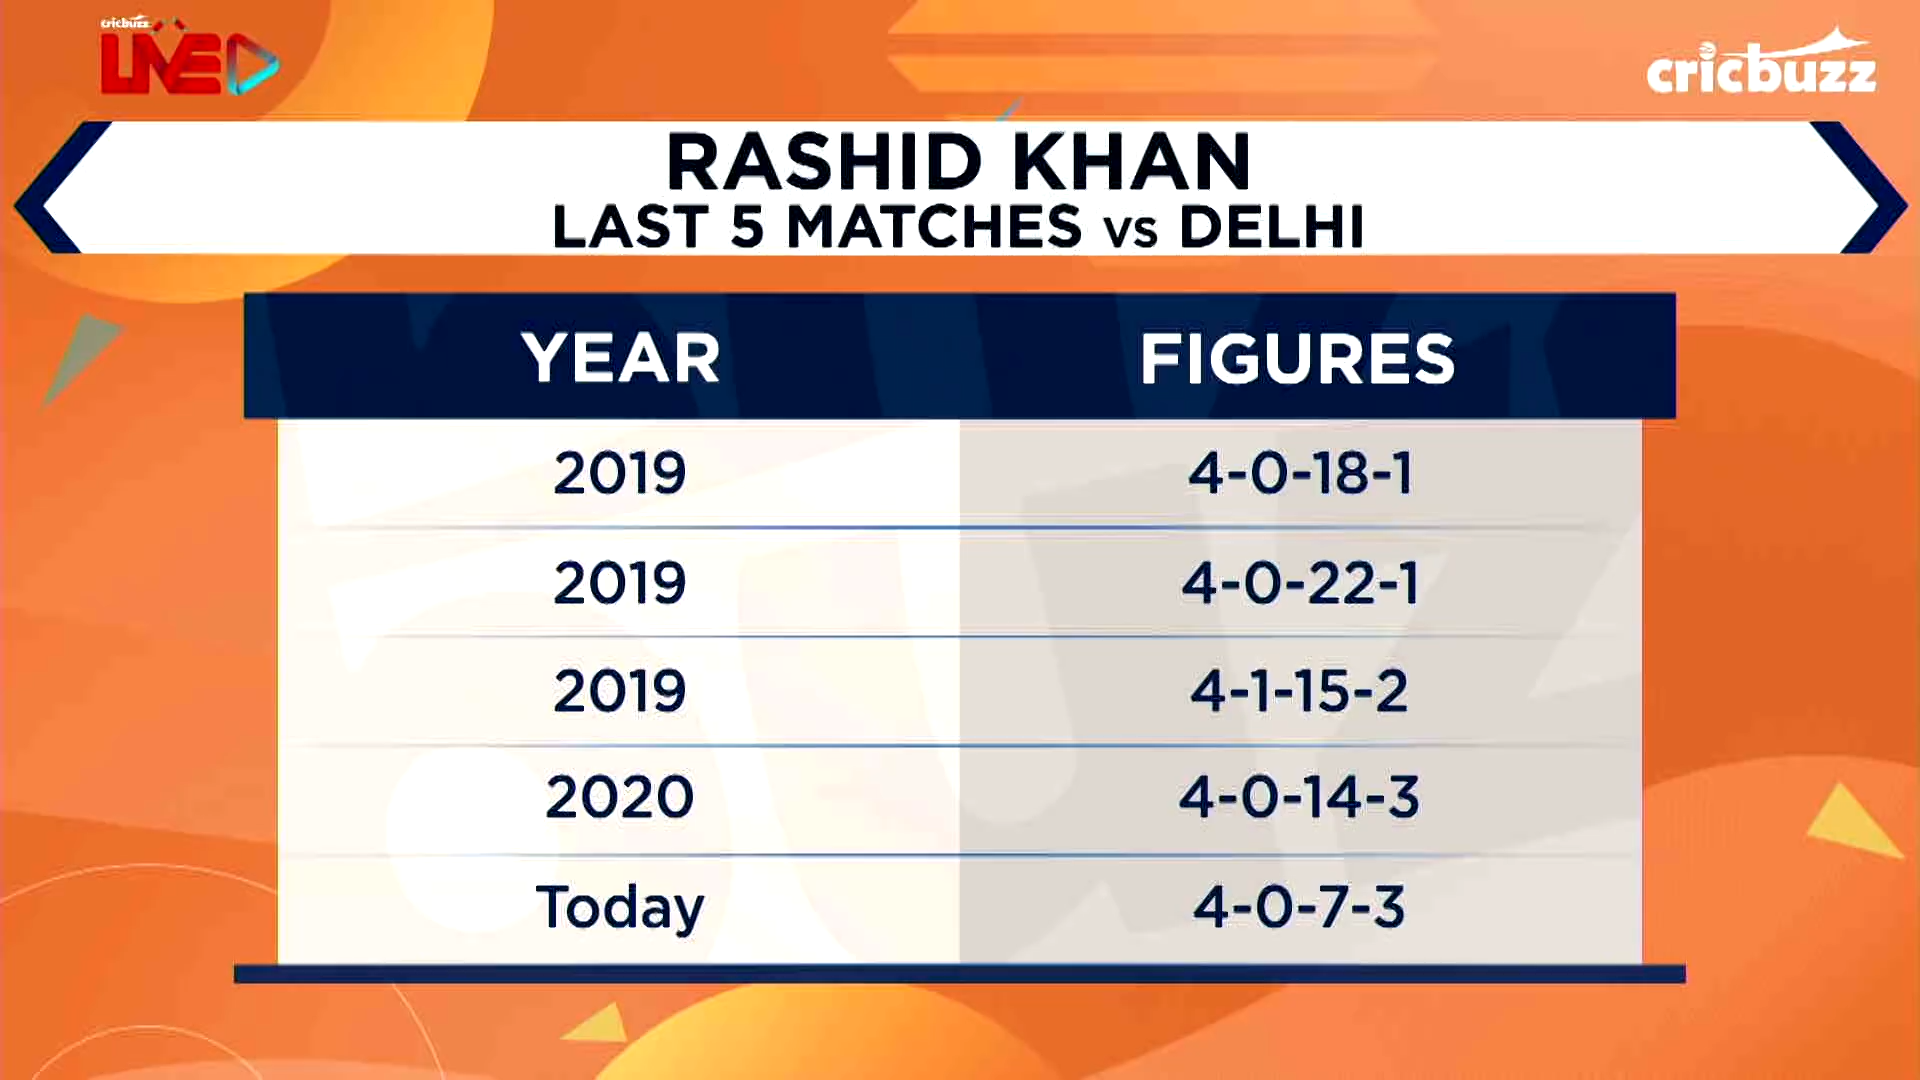 cricbuzz
LIVE
cricbuzz
RASHID KHAN
LAST 5 MATCHES vs DELHI
YEAR FIGURES
2019 4-0-18-1
2019 4-0-22-1
2019 4-1-15-2
2020 4-0-14-3
Today 4-0-7-3